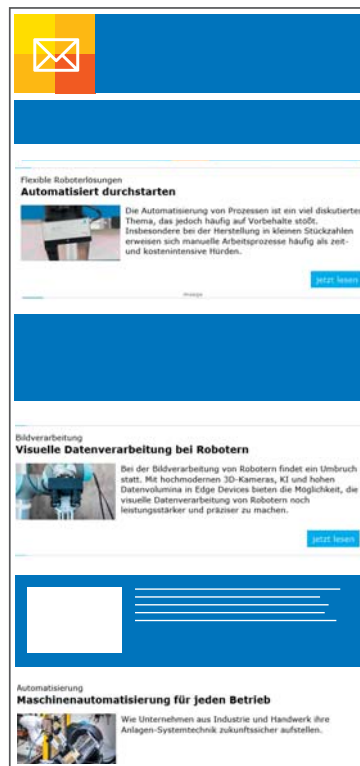 Flexible Roboterlösungen
Automatisiert durchstarten
Die Automatisierung von Prozessen ist ein viel diskutiertes
Thema, das jedoch häufig auf Vorbehalte stößt.
Insbesondere bei der Herstellung in kleinen Stückzahlen
erweisen sich manuelle Arbeitsprozesse häufig als zeit-
und kostenintensive Hürden.
jetzt lesen
Anzeige
Bildverarbeitung
Visuelle Datenverarbeitung bei Robotern
Bei der Bildverarbeitung von Robotern findet ein Umbruch
statt. Mit hochmodernen 3D-Kameras, KI und hohen
Datenvolumina in Edge Devices bieten die Möglichkeit, die
visuelle Datenverarbeitung von Robotern noch
leistungsstärker und präziser zu machen.
jetzt lesen
Automatisierung
Maschinenautomatisierung für jeden Betrieb
Wie Unternehmen aus Industrie und Handwerk ihre
Anlagen-Systemtechnik zukunftssicher aufstellen.